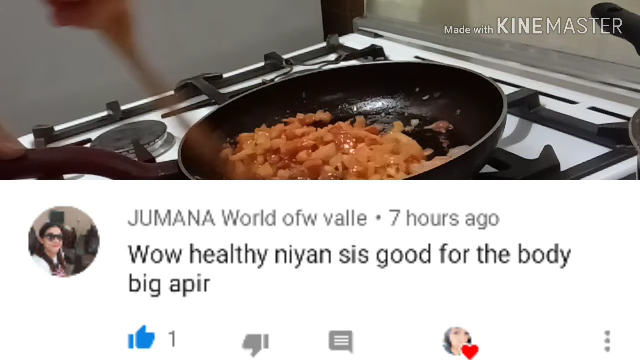 Made with KINEMASTER
JUMANA World ofw valle • 7 hours ago
Wow healthy niyan sis good for the body
big apir
1